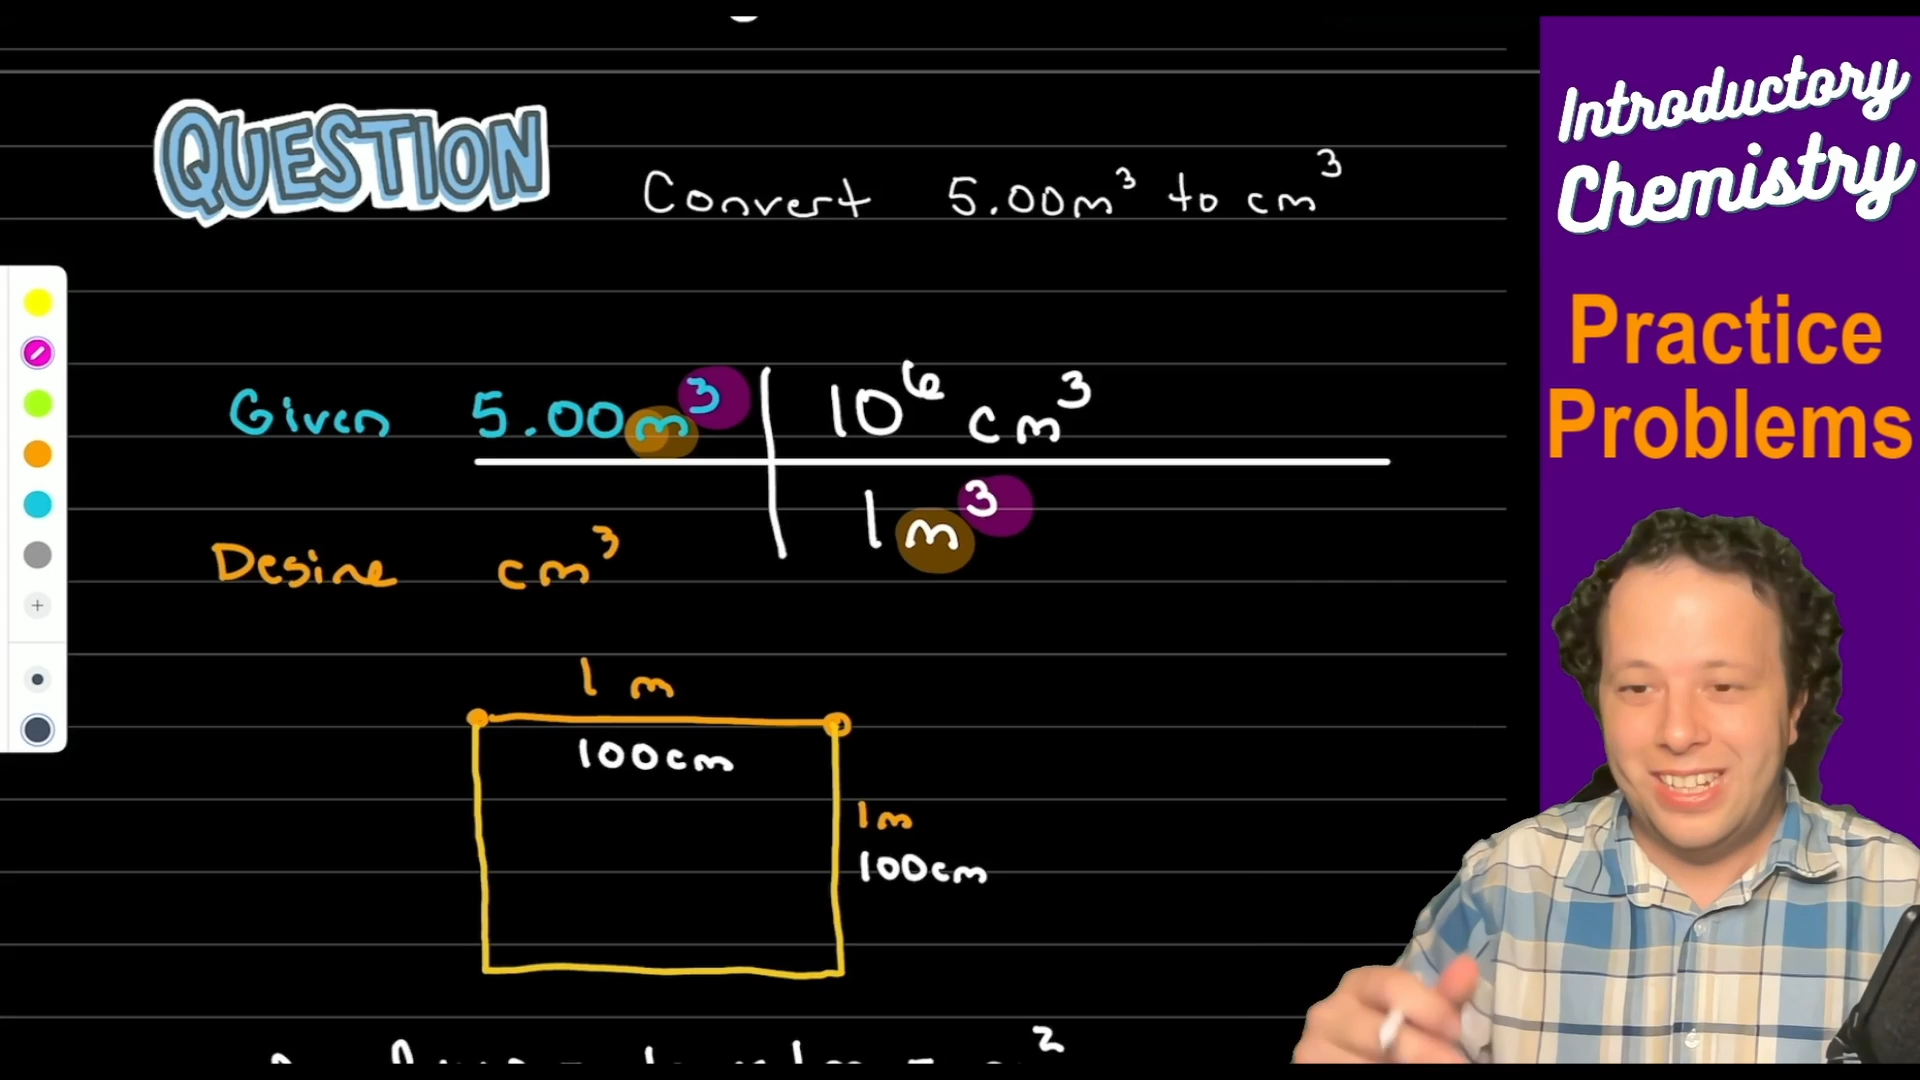 QUESTION
Convert 5.00m³ to cm³
Given 5.00m³ 10⁶ cm³
1 m³
Desire cm³
1 m
100cm
1m
100cm
Introductory
Chemistry
Practice
Problems